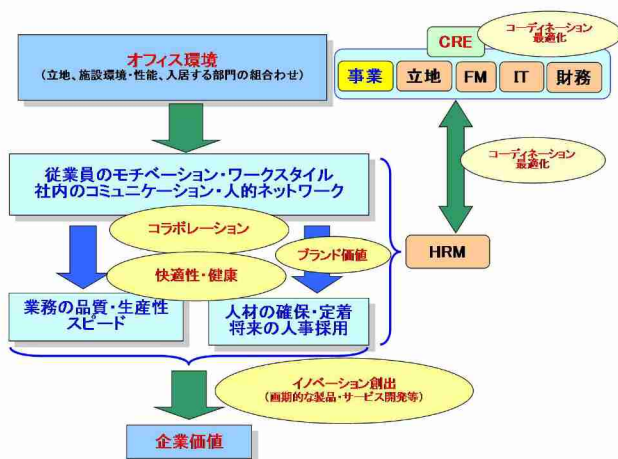 オフィス環境
(立地、施設環境・性能、入居する部門の組合わせ)
CRE
コーディネーション
最適化
事業
立地
FM
IT
財務
従業員のモチベーション・ワークスタイル
社内のコミュニケーション・人的ネットワーク
コーディネーション
最適化
コラボレーション
ブランド価値
快適性・健康
HRM
業務の品質・生産性
スピード
人材の確保・定着
将来の人事採用
イノベーション創出
(画期的な製品・サービス開発等)
企業価値